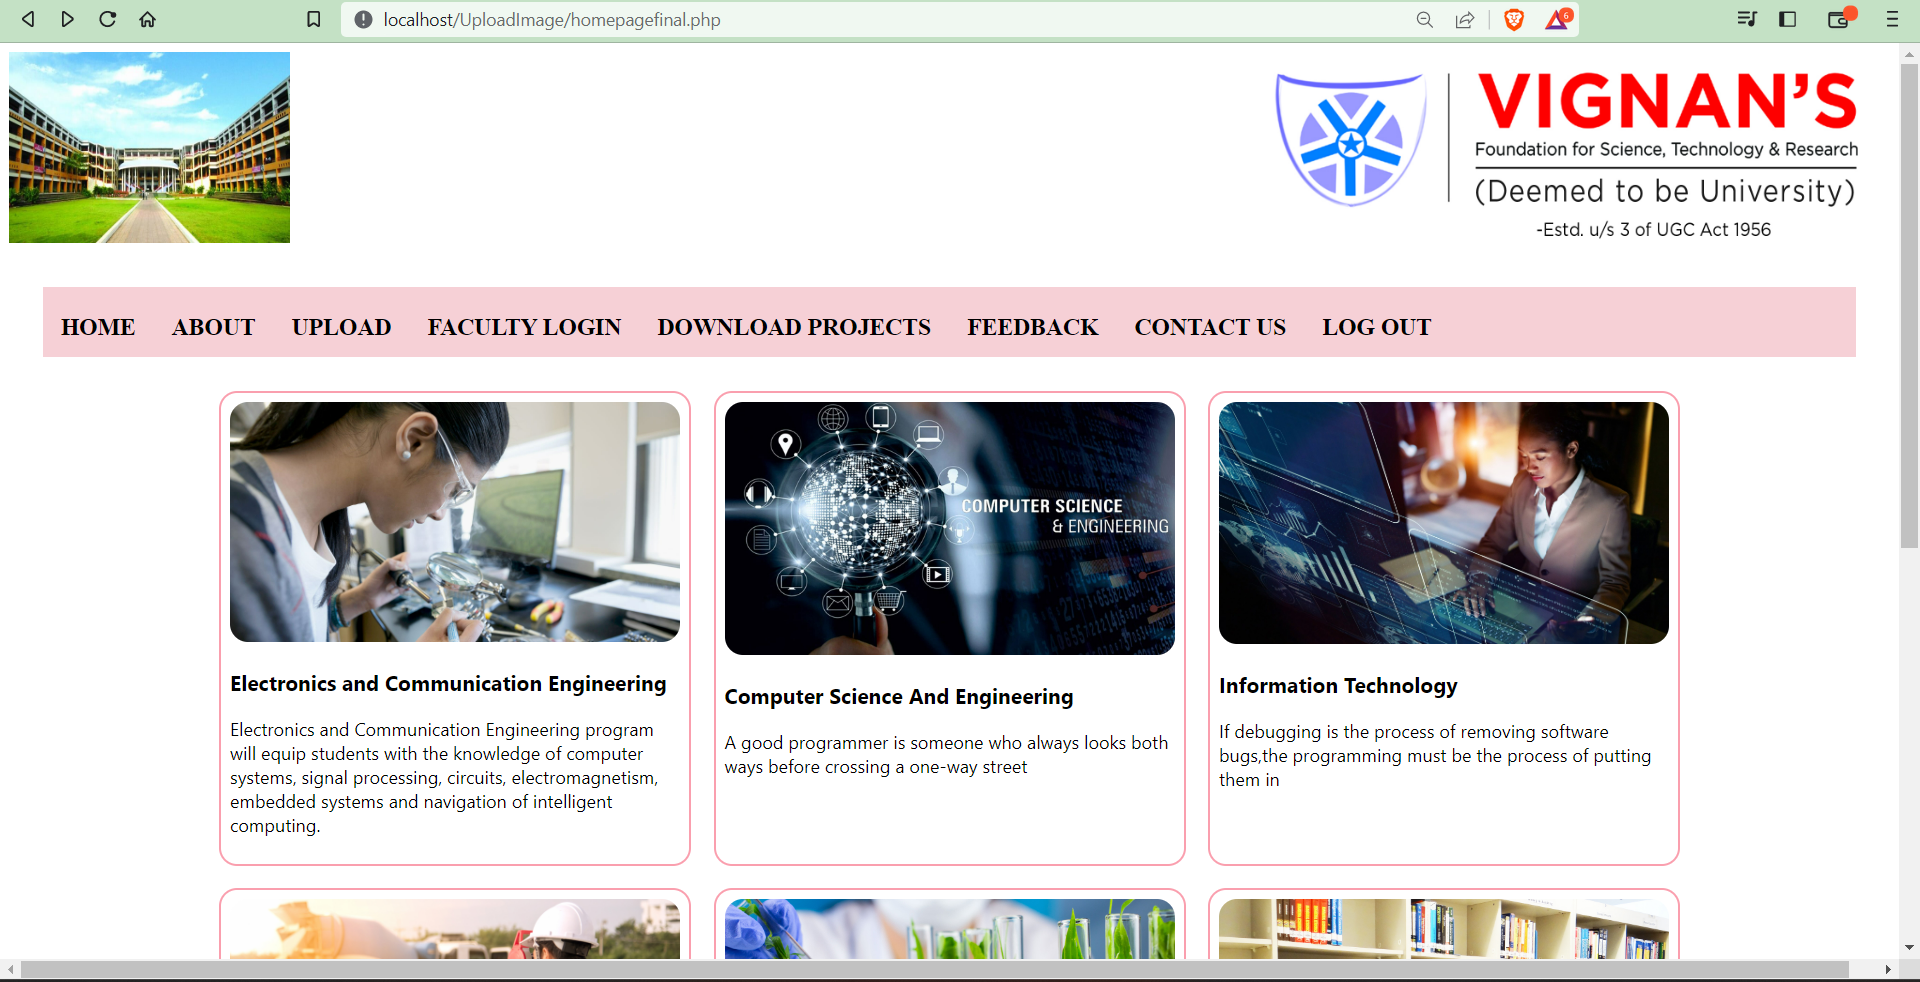 localhost/UploadImage/homepagefinal.php
6
VIGNAN'S
Foundation for Science, Technology & Research
(Deemed to be University)
-Estd. u/s 3 of UGC Act 1956
HOME ABOUT UPLOAD FACULTY LOGIN DOWNLOAD PROJECTS FEEDBACK CONTACT US LOG OUT
COMPUTER SCIENCE
& ENGINEERING
Electronics and Communication Engineering
Electronics and Communication Engineering program
will equip students with the knowledge of computer
systems, signal processing, circuits, electromagnetism,
embedded systems and navigation of intelligent
computing.
Computer Science And Engineering
A good programmer is someone who always looks both
ways before crossing a one-way street
Information Technology
If debugging is the process of removing software
bugs,the programming must be the process of putting
them in